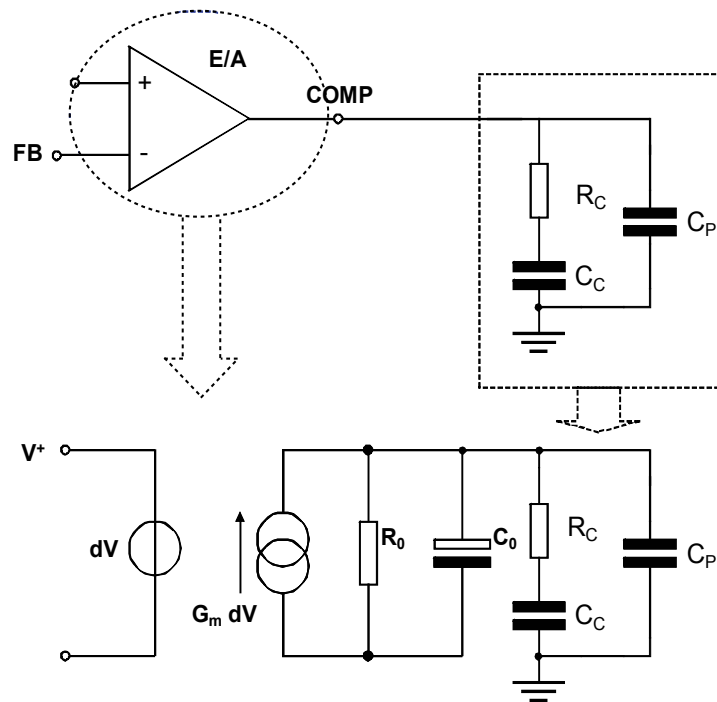 E/A
+
COMP
FB
-
R_C
C_P
C_C
V⁺
dV
G_m dV
R_0
C_0
R_C
C_P
C_C